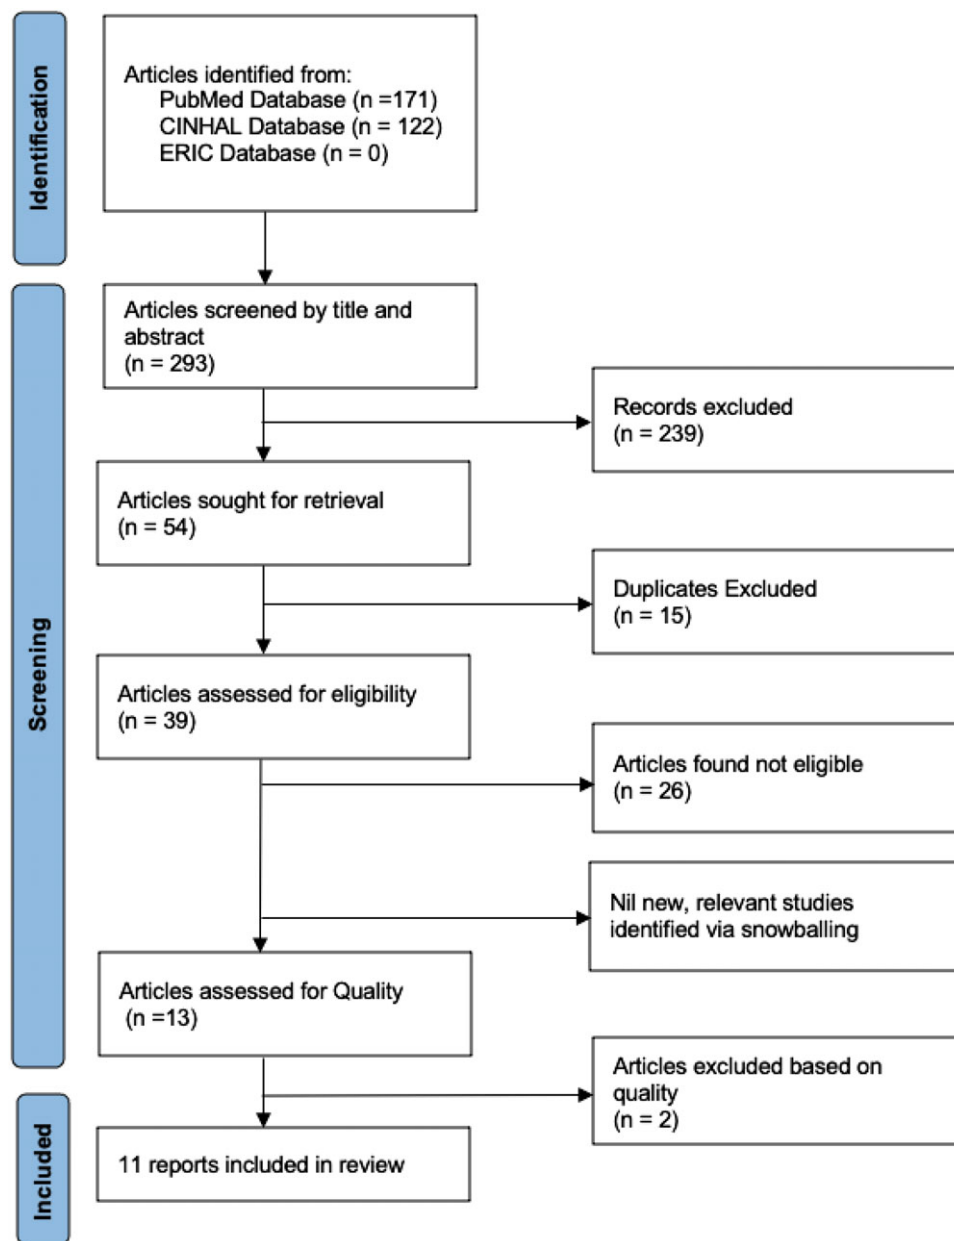 Identification
Articles identified from:
PubMed Database (n =171)
CINHAL Database (n = 122)
ERIC Database (n = 0)
Screening
Articles screened by title and
abstract
(n = 293)
Records excluded
(n = 239)
Articles sought for retrieval
(n = 54)
Duplicates Excluded
(n = 15)
Articles assessed for eligibility
(n = 39)
Articles found not eligible
(n = 26)
Nil new, relevant studies
identified via snowballing
Articles assessed for Quality
(n =13)
Articles excluded based on
quality
(n = 2)
Included
11 reports included in review